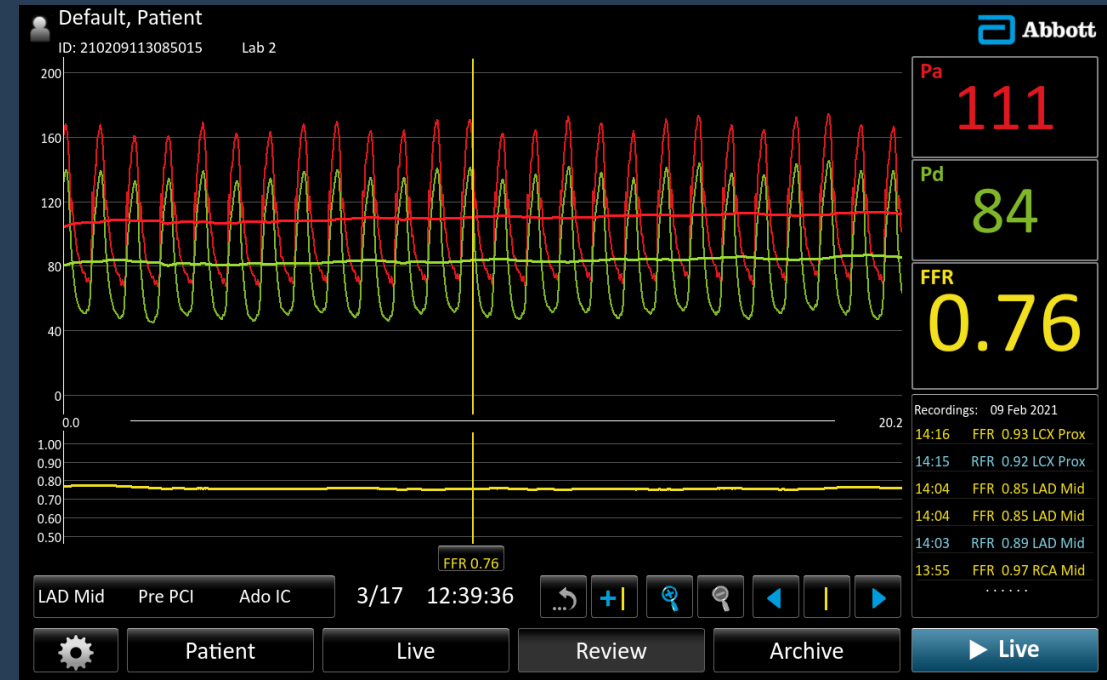 Default, Patient
ID: 210209113085015 Lab 2
Abbott
200
160
120
80
40
0
0.0 20.2
1.00
0.90
0.80
0.70
0.60
0.50
FFR 0.76
Pa
111
Pd
84
FFR
0.76
Recordings: 09 Feb 2021
14:16 FFR 0.93 LCX Prox
14:15 RFR 0.92 LCX Prox
14:04 FFR 0.85 LAD Mid
14:04 FFR 0.85 LAD Mid
14:03 RFR 0.89 LAD Mid
13:55 FFR 0.97 RCA Mid
......
LAD Mid Pre PCI Ado IC 3/17 12:39:36
Patient Live Review Archive Live